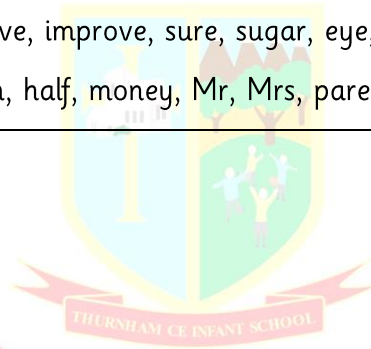 ve, improve, sure, sugar, eye,
, half, money, Mr, Mrs, pare
THURNHAM CE INFANT SCHOOL